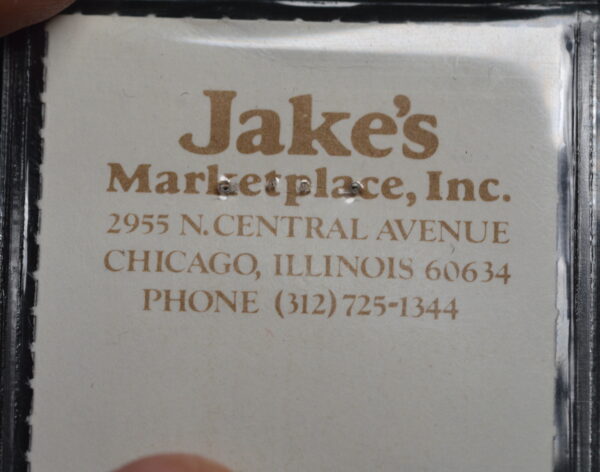 Jake's
Marketplace, Inc.
2955 N. CENTRAL AVENUE
CHICAGO, ILLINOIS 60634
PHONE (312) 725-1344